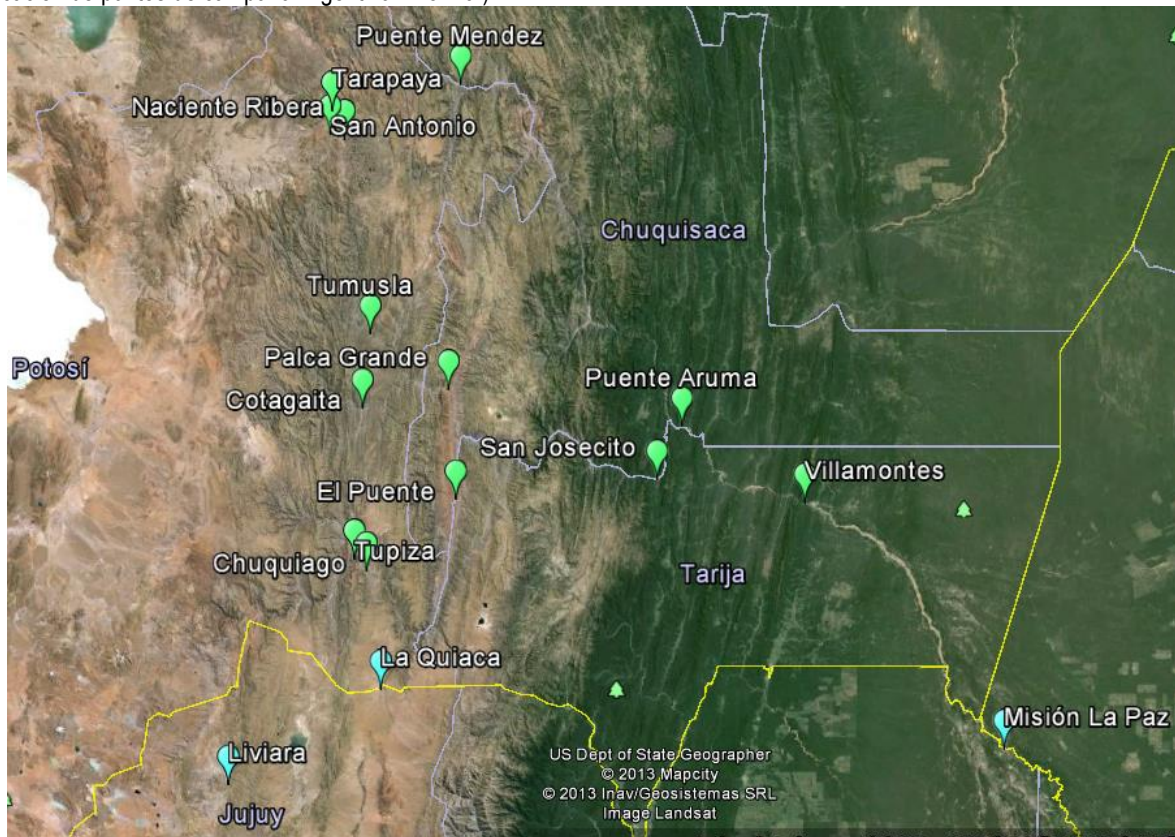 Puente Mendez
Tarapaya
Naciente Ribera
San Antonio
Chuquisaca
Tumusla
Palca Grande
Potosí
Puente Aruma
Cotagaita
San Josecito
Villamontes
El Puente
Tupiza
Chuquiago
Tarija
La Quiaca
Misión La Paz
Liviara
US Dept of State Geographer
© 2013 Mapcity
© 2013 Inav/Geosistemas SRL
Image Landsat
Jujuy